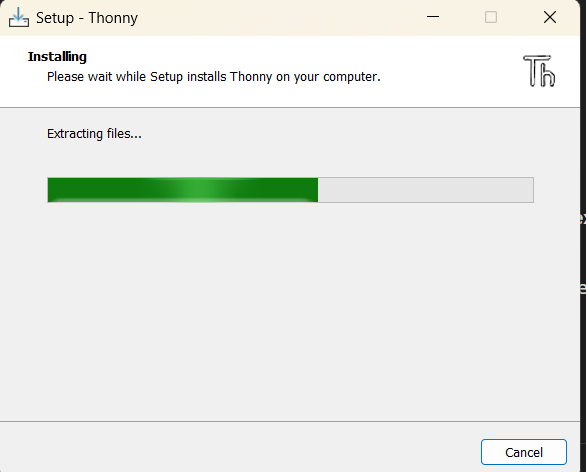 Setup - Thonny
Installing
Please wait while Setup installs Thonny on your computer.
Th
Extracting files...
Cancel